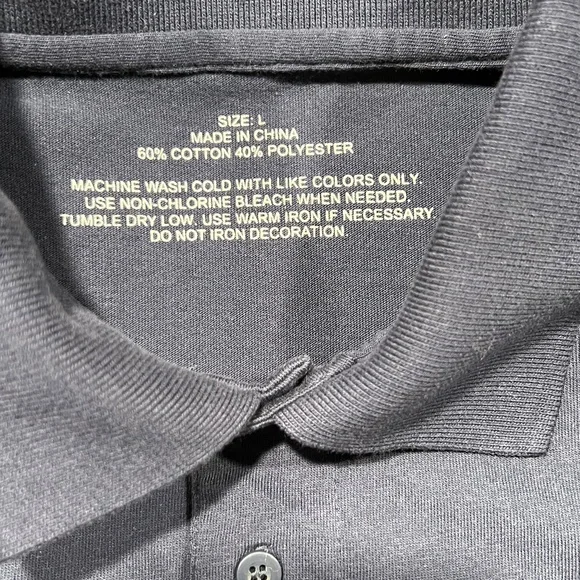 SIZE: L
MADE IN CHINA
60% COTTON 40% POLYESTER
MACHINE WASH COLD WITH LIKE COLORS ONLY.
USE NON-CHLORINE BLEACH WHEN NEEDED.
TUMBLE DRY LOW. USE WARM IRON IF NECESSARY
DO NOT IRON DECORATION.